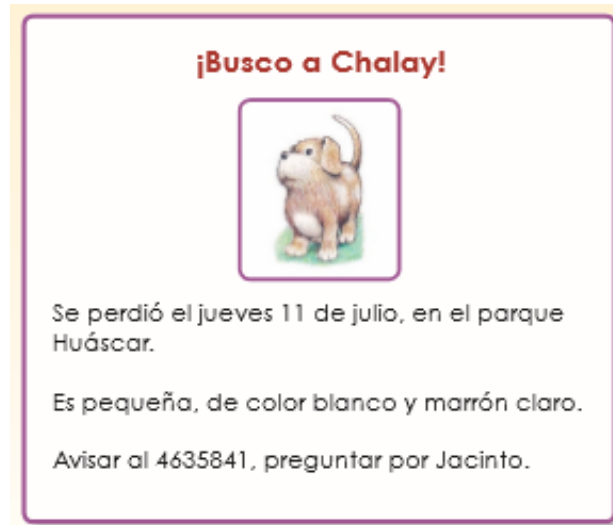 ¡Busco a Chalay!
Se perdió el jueves 11 de julio, en el parque
Huáscar.
Es pequeña, de color blanco y marrón claro.
Avisar al 4635841, preguntar por Jacinto.